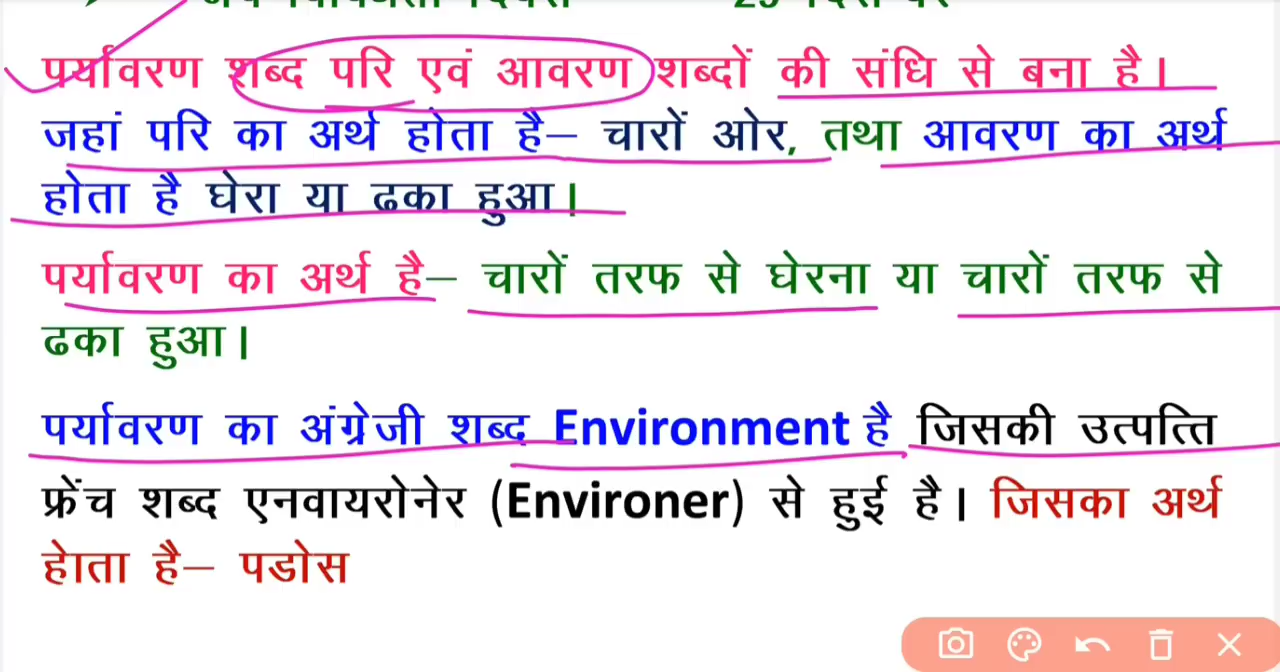 पर्यावरण शब्द परि एवं आवरण शब्दों की संधि से बना है।
जहां परि का अर्थ होता है– चारों ओर, तथा आवरण का अर्थ
होता है घेरा या ढका हुआ।
पर्यावरण का अर्थ है– चारों तरफ से घेरना या चारों तरफ से
ढका हुआ।
पर्यावरण का अंग्रेजी शब्द Environment है जिसकी उत्पत्ति
फ्रेंच शब्द एनवायरोनेर (Environer) से हुई है। जिसका अर्थ
होता है– पडोस